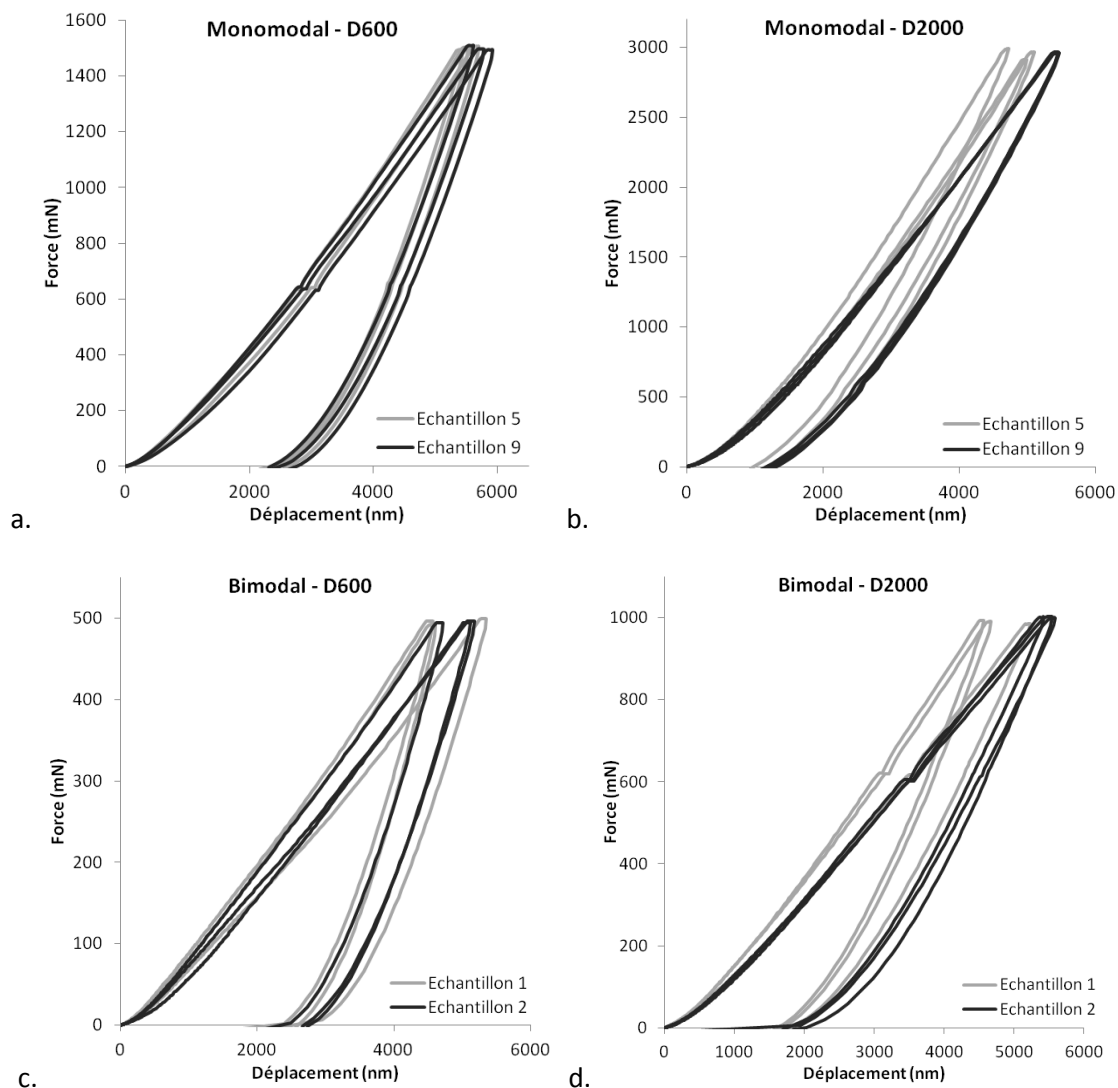 Monomodal - D600
1600
1400
1200
1000
800
600
400
200
0
Force (mN)
0 2000 4000 6000
Déplacement (nm)
Echantillon 5
Echantillon 9
a.
Monomodal - D2000
3000
2500
2000
1500
1000
500
0
Force (mN)
0 2000 4000 6000
Déplacement (nm)
Echantillon 5
Echantillon 9
b.
Bimodal - D600
500
400
300
200
100
0
Force (mN)
0 2000 4000 6000
Déplacement (nm)
Echantillon 1
Echantillon 2
c.
Bimodal - D2000
1000
800
600
400
200
0
Force (mN)
0 1000 2000 3000 4000 5000 6000
Déplacement (nm)
Echantillon 1
Echantillon 2
d.